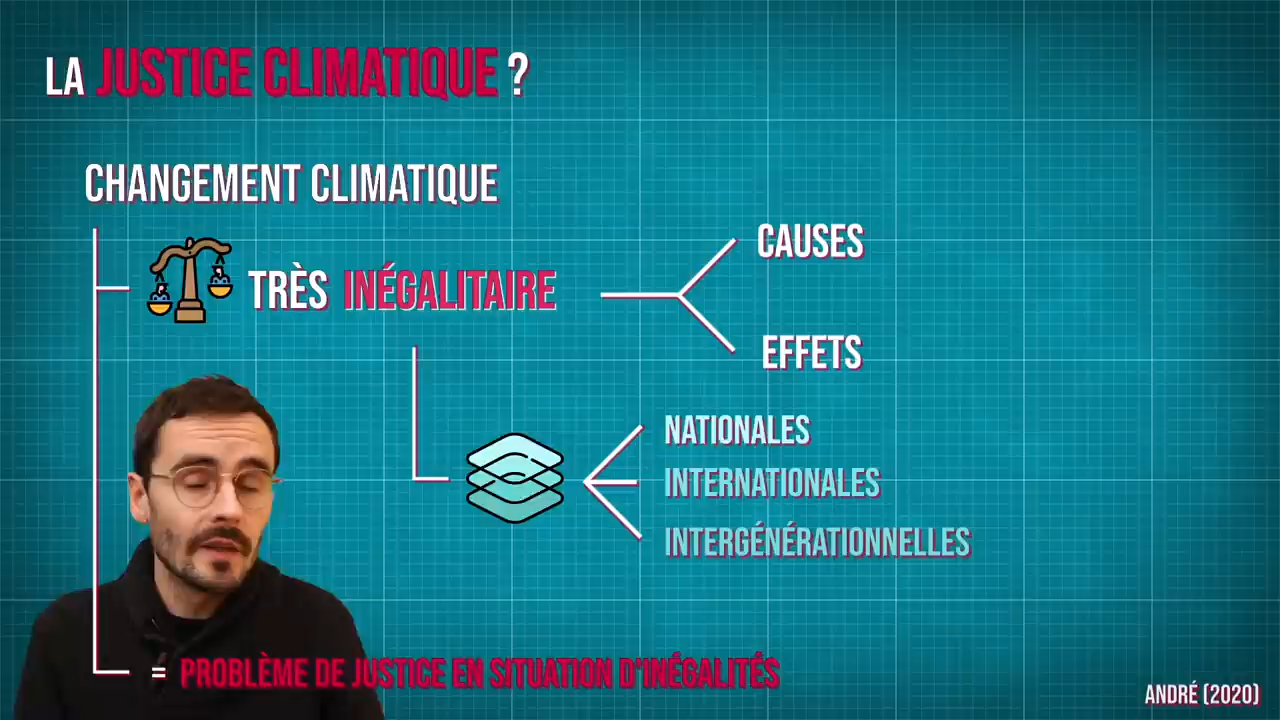 LA JUSTICE CLIMATIQUE ?
CHANGEMENT CLIMATIQUE
TRÈS INÉGALITAIRE
CAUSES
EFFETS
NATIONALES
INTERNATIONALES
INTERGÉNÉRATIONNELLES
= PROBLÈME DE JUSTICE EN SITUATION D'INÉGALITÉS
ANDRÉ (2020)